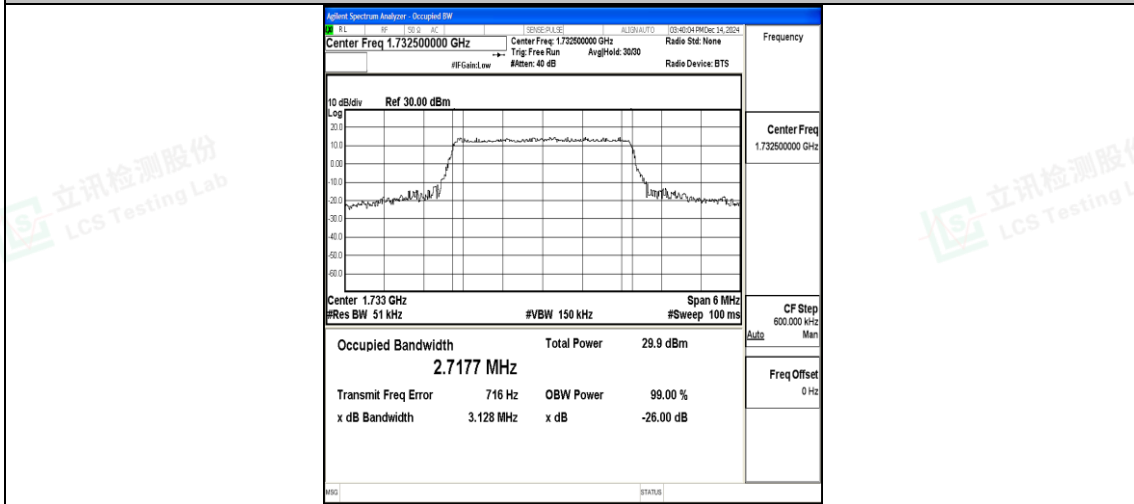 Agilent Spectrum Analyzer - Occupied BW
RL RF 50 Ω AC SENSE:PULSE ALIGNAUTO 03:40:04 PM Dec 14, 2024
Center Freq 1.732500000 GHz
Center Freq: 1.732500000 GHz
Radio Std: None
Trig: Free Run Avg|Hold: 30/30
#IFGain:Low #Atten: 40 dB Radio Device: BTS
Frequency
10 dB/div Ref 30.00 dBm
Log
20.0
10.0
0.00
-10.0
-20.0
-30.0
-40.0
-50.0
-60.0
Center 1.733 GHz Span 6 MHz
#Res BW 51 kHz #VBW 150 kHz #Sweep 100 ms
Occupied Bandwidth Total Power 29.9 dBm
2.7177 MHz
Transmit Freq Error 716 Hz OBW Power 99.00 %
x dB Bandwidth 3.128 MHz x dB -26.00 dB
Center Freq
1.732500000 GHz
CF Step
600.000 kHz
Auto Man
Freq Offset
0 Hz
MSG STATUS
立讯检测股份
LCS Testing Lab
立讯检测股份
LCS Testing L